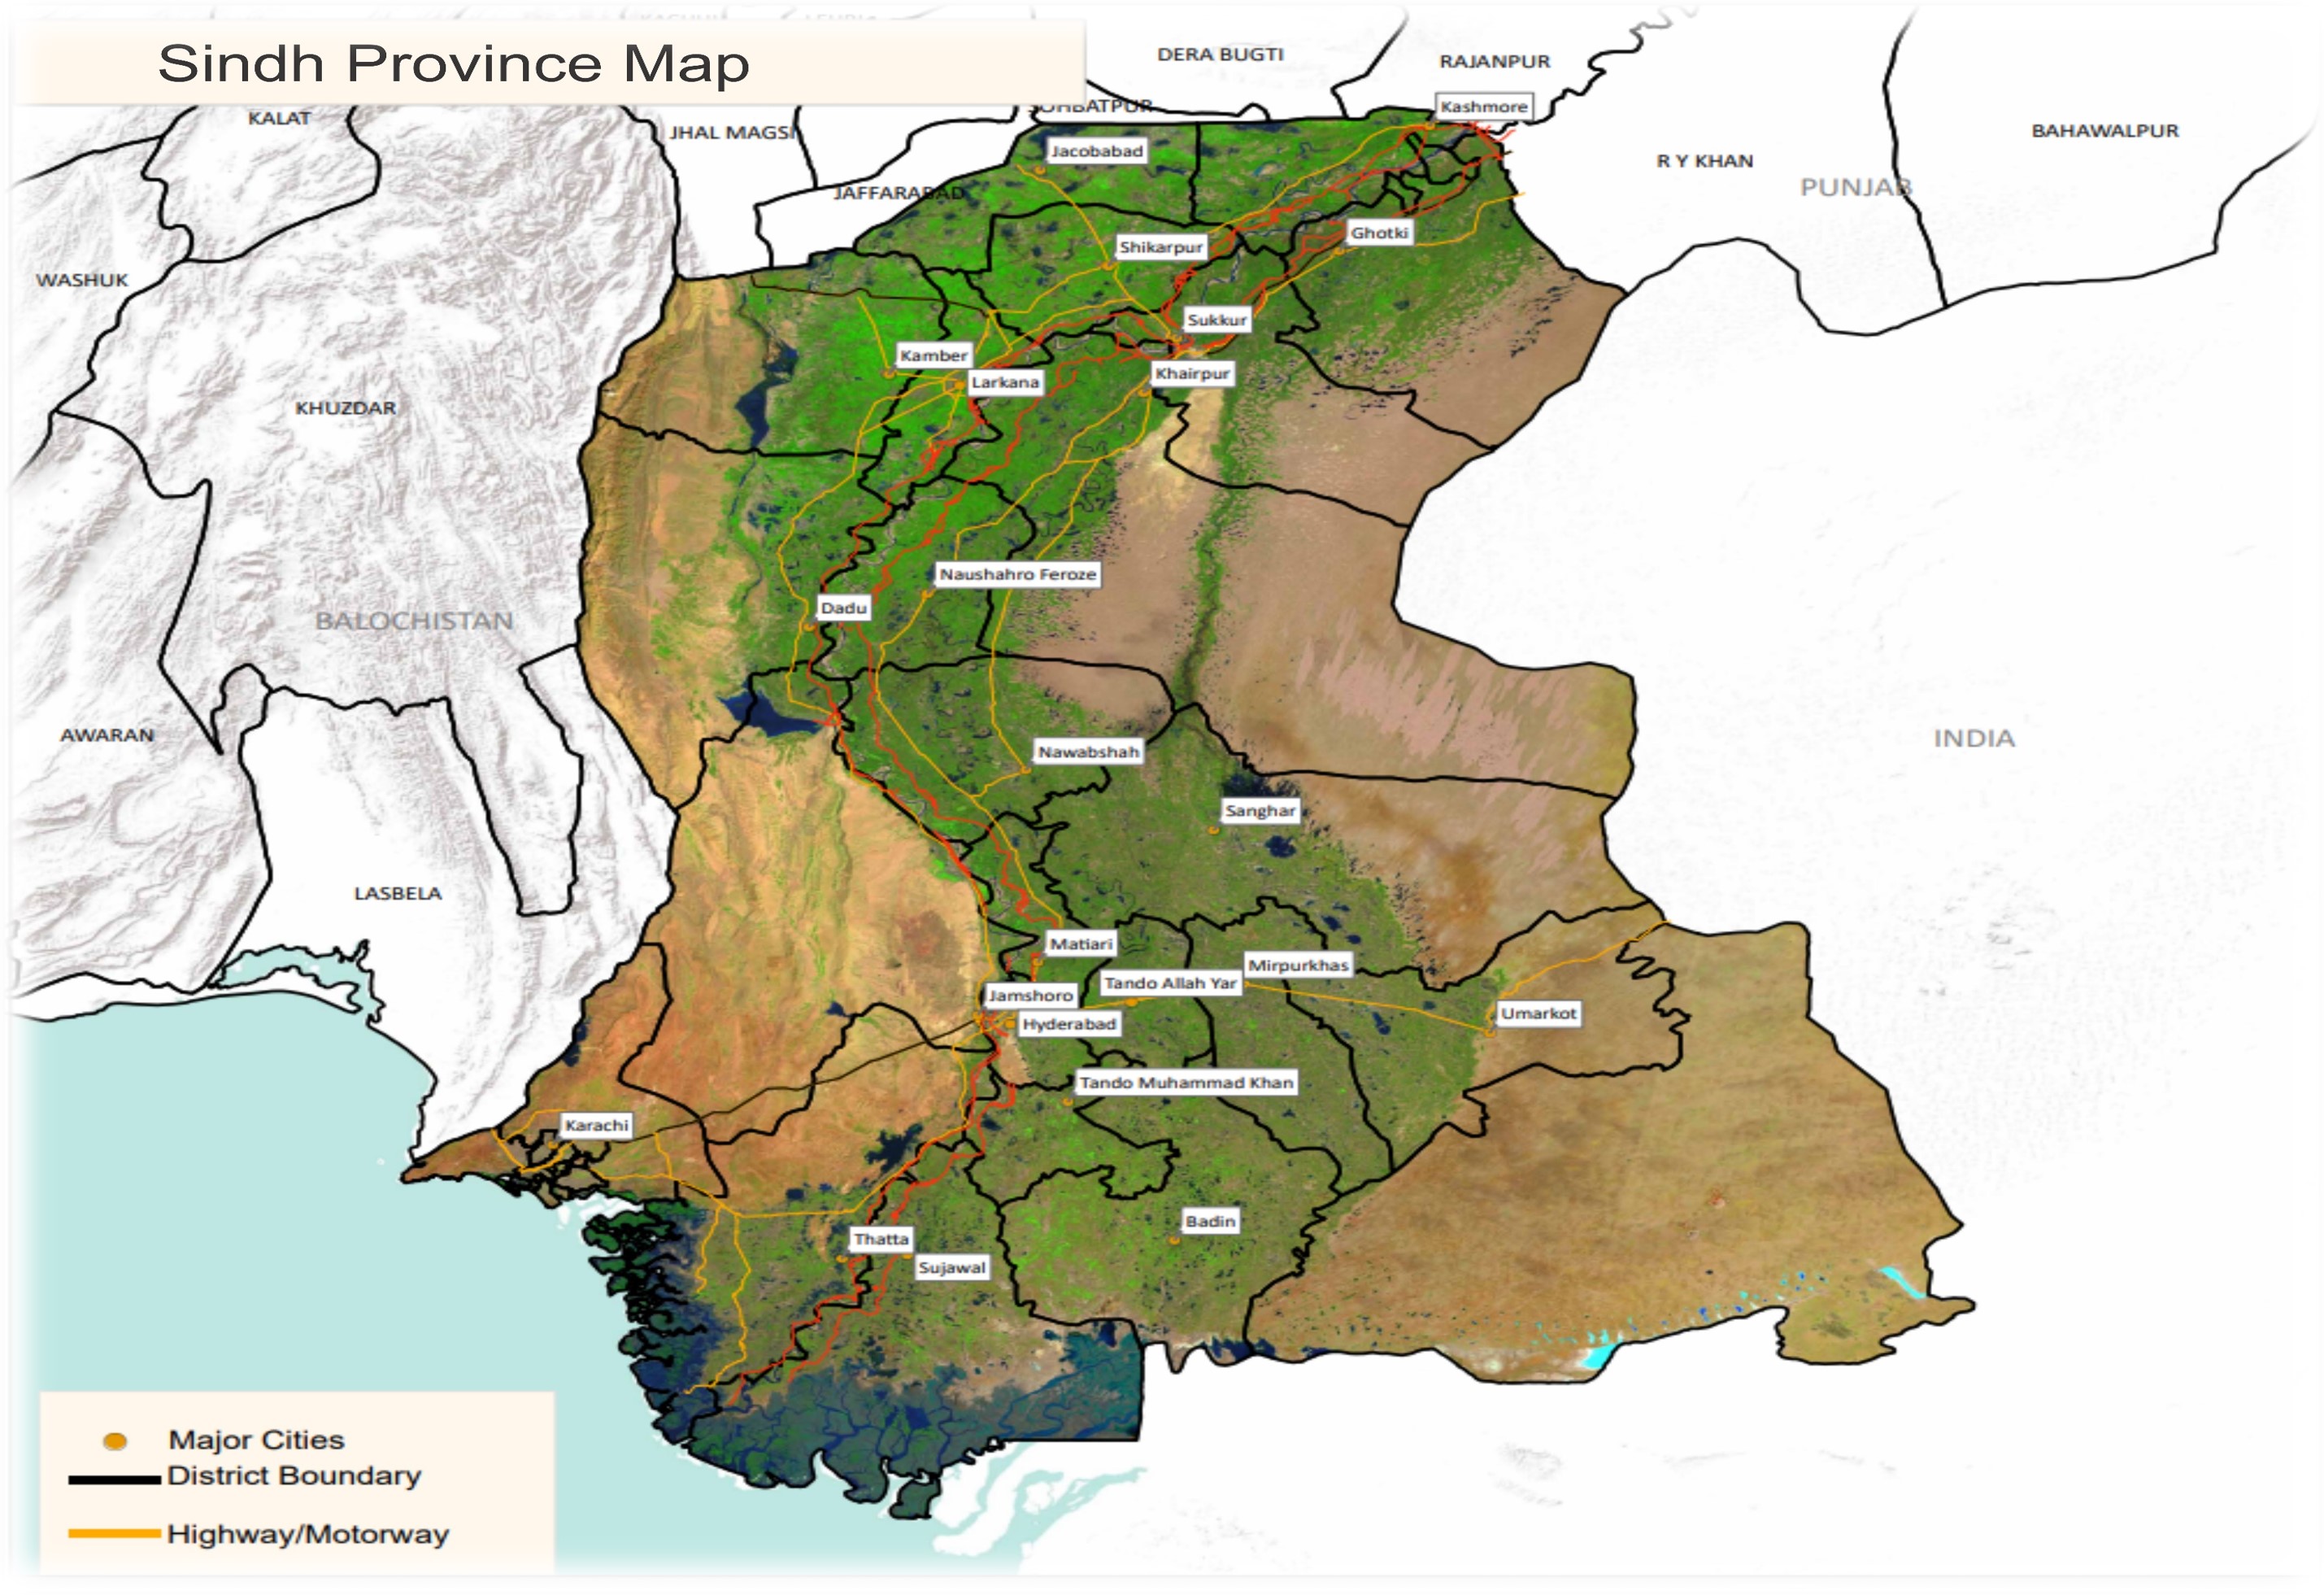 Sindh Province Map
DERA BUGTI
RAJANPUR
Kashmore
KALAT
JHAL MAGSI
BAHAWALPUR
Jacobabad
R Y KHAN
PUNJAB
JAFFARABAD
Ghotki
Shikarpur
WASHUK
Sukkur
Kamber
Khairpur
Larkana
KHUZDAR
Naushahro Feroze
Dadu
BALOCHISTAN
AWARAN
INDIA
Nawabshah
Sanghar
LASBELA
Matiari
Mirpurkhas
Tando Allah Yar
Jamshoro
Umarkot
Hyderabad
Tando Muhammad Khan
Karachi
Badin
Thatta
Sujawal
Major Cities
District Boundary
Highway/Motorway